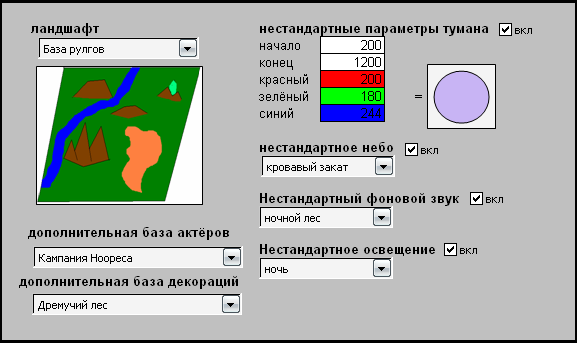 ландшафт
База рулгов
дополнительная база актёров
Кампания Ноореса
дополнительная база декораций
Дремучий лес
нестандартные параметры тумана вкл
начало 200
конец 1200
красный 200
зелёный 180
синий 244
=
нестандартное небо вкл
кровавый закат
Нестандартный фоновой звук вкл
ночной лес
Нестандартное освещение вкл
ночь